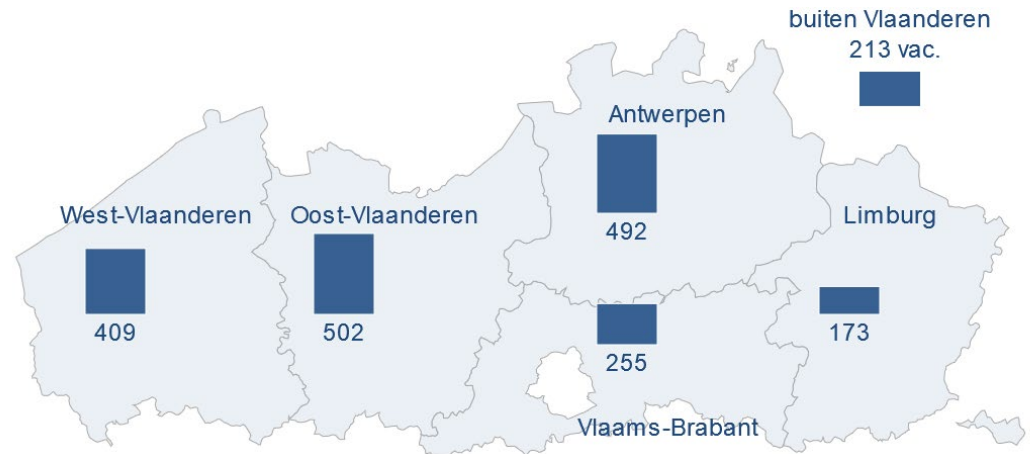 buiten Vlaanderen
213 vac.
Antwerpen
492
West-Vlaanderen
409
Oost-Vlaanderen
502
Limburg
173
255
Vlaams-Brabant